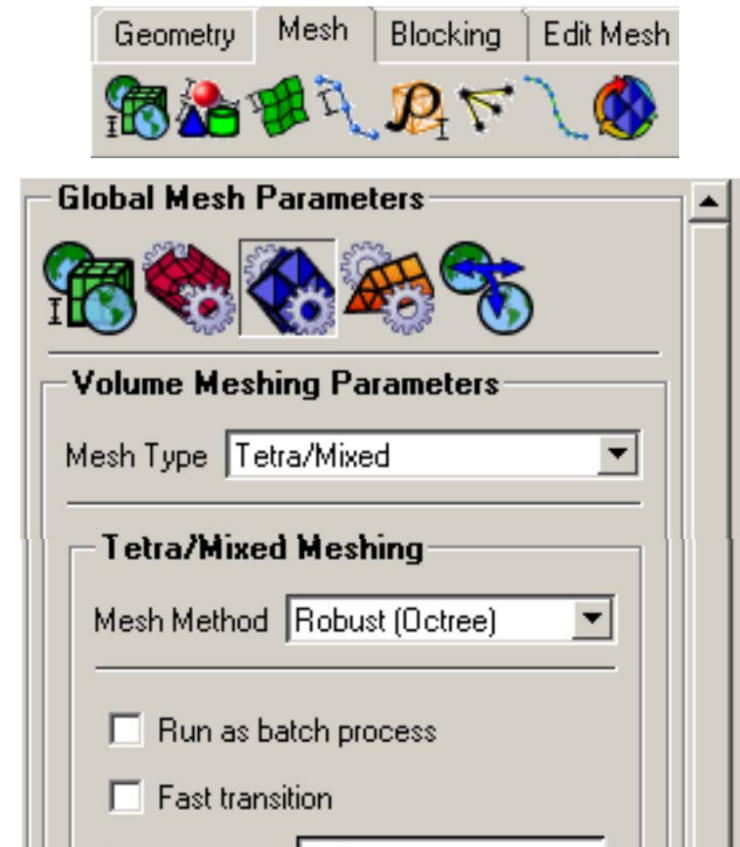 Geometry Mesh Blocking Edit Mesh
Global Mesh Parameters
Volume Meshing Parameters
Mesh Type Tetra/Mixed
Tetra/Mixed Meshing
Mesh Method Robust (Octree)
Run as batch process
Fast transition